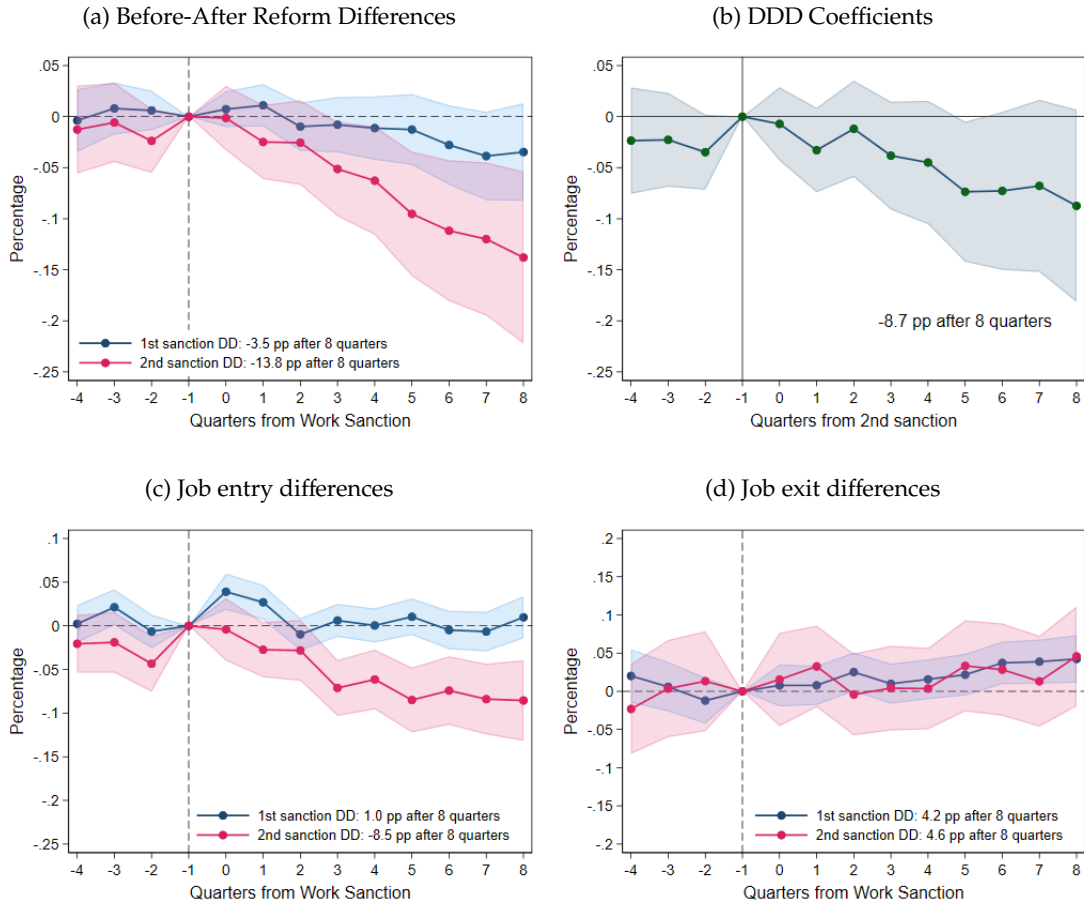 (a) Before-After Reform Differences
.05
0
-.05
-.1
-.15
-.2
-.25
Percentage
1st sanction DD: -3.5 pp after 8 quarters
2nd sanction DD: -13.8 pp after 8 quarters
-4 -3 -2 -1 0 1 2 3 4 5 6 7 8
Quarters from Work Sanction
(b) DDD Coefficients
.05
0
-.05
-.1
-.15
-.2
-.25
Percentage
-8.7 pp after 8 quarters
-4 -3 -2 -1 0 1 2 3 4 5 6 7 8
Quarters from 2nd sanction
(c) Job entry differences
.1
.05
0
-.05
-.1
-.15
-.2
-.25
Percentage
1st sanction DD: 1.0 pp after 8 quarters
2nd sanction DD: -8.5 pp after 8 quarters
-4 -3 -2 -1 0 1 2 3 4 5 6 7 8
Quarters from Work Sanction
(d) Job exit differences
.2
.15
.1
.05
0
-.05
-.1
-.15
-.2
Percentage
1st sanction DD: 4.2 pp after 8 quarters
2nd sanction DD: 4.6 pp after 8 quarters
-4 -3 -2 -1 0 1 2 3 4 5 6 7 8
Quarters from Work Sanction